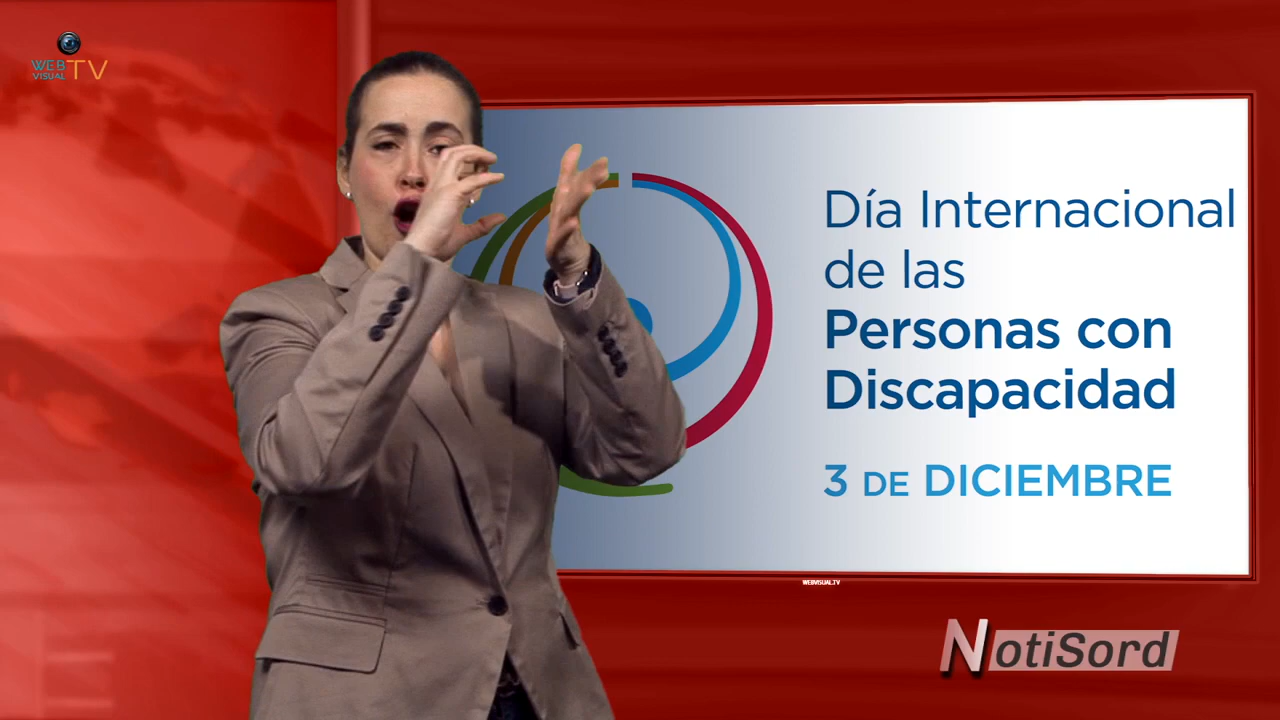 WEB
VISUAL TV
Día Internacional
de las
Personas con
Discapacidad
3 DE DICIEMBRE
WEBVISUAL.TV
NotiSord